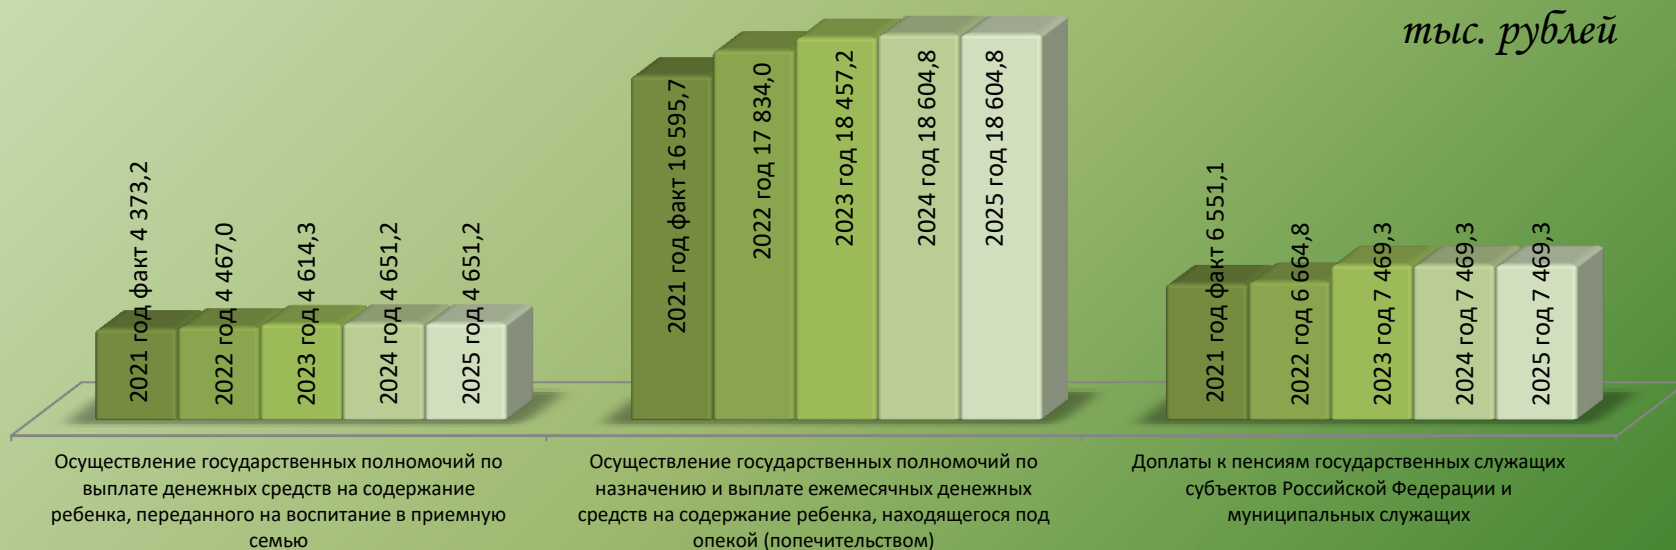 тыс. рублей
2021 год факт 4 373,2
2022 год 4 467,0
2023 год 4 614,3
2024 год 4 651,2
2025 год 4 651,2
2021 год факт 16 595,7
2022 год 17 834,0
2023 год 18 457,2
2024 год 18 604,8
2025 год 18 604,8
2021 год факт 6 551,1
2022 год 6 664,8
2023 год 7 469,3
2024 год 7 469,3
2025 год 7 469,3
Осуществление государственных полномочий по
выплате денежных средств на содержание
ребенка, переданного на воспитание в приемную
семью
Осуществление государственных полномочий по
назначению и выплате ежемесячных денежных
средств на содержание ребенка, находящегося под
опекой (попечительством)
Доплаты к пенсиям государственных служащих
субъектов Российской Федерации и
муниципальных служащих